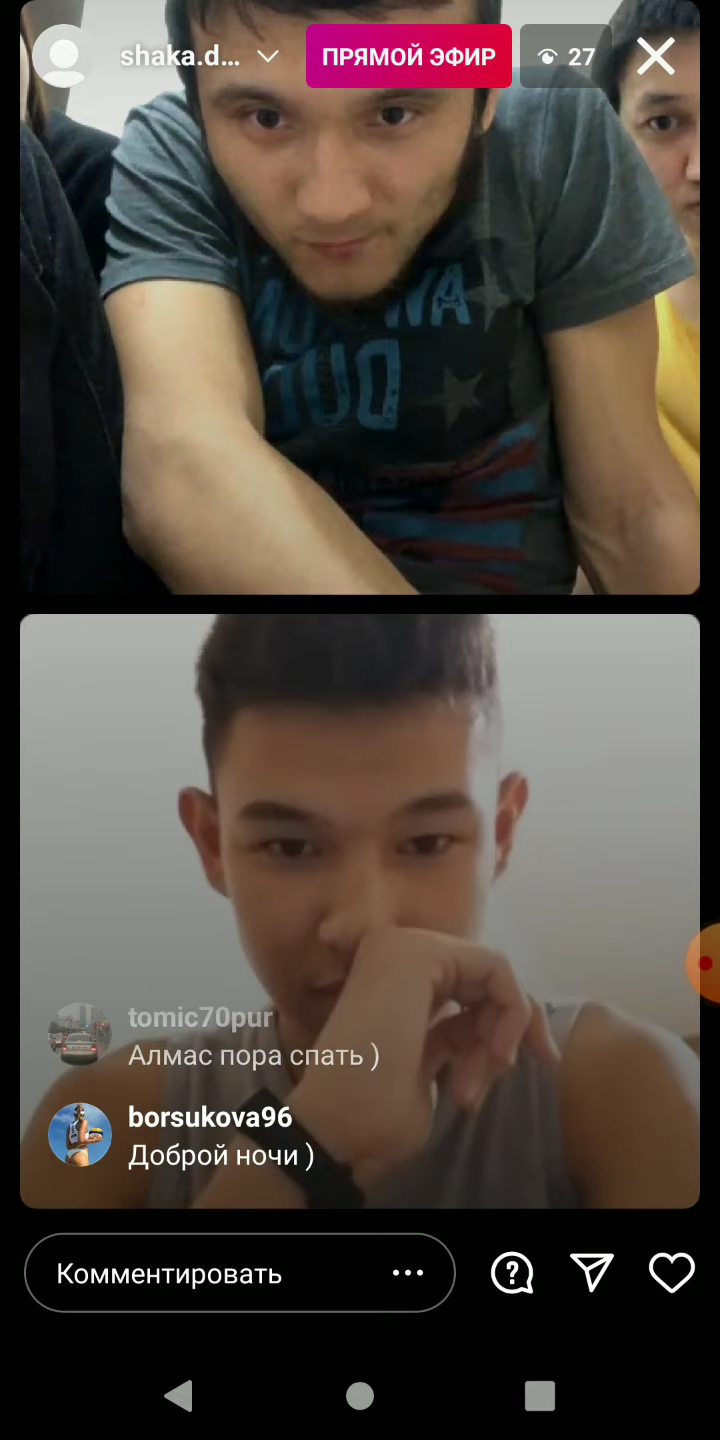 shaka.d...
ПРЯМОЙ ЭФИР
27
tomic70pur
Алмас пора спать )
borsukova96
Доброй ночи )
Комментировать